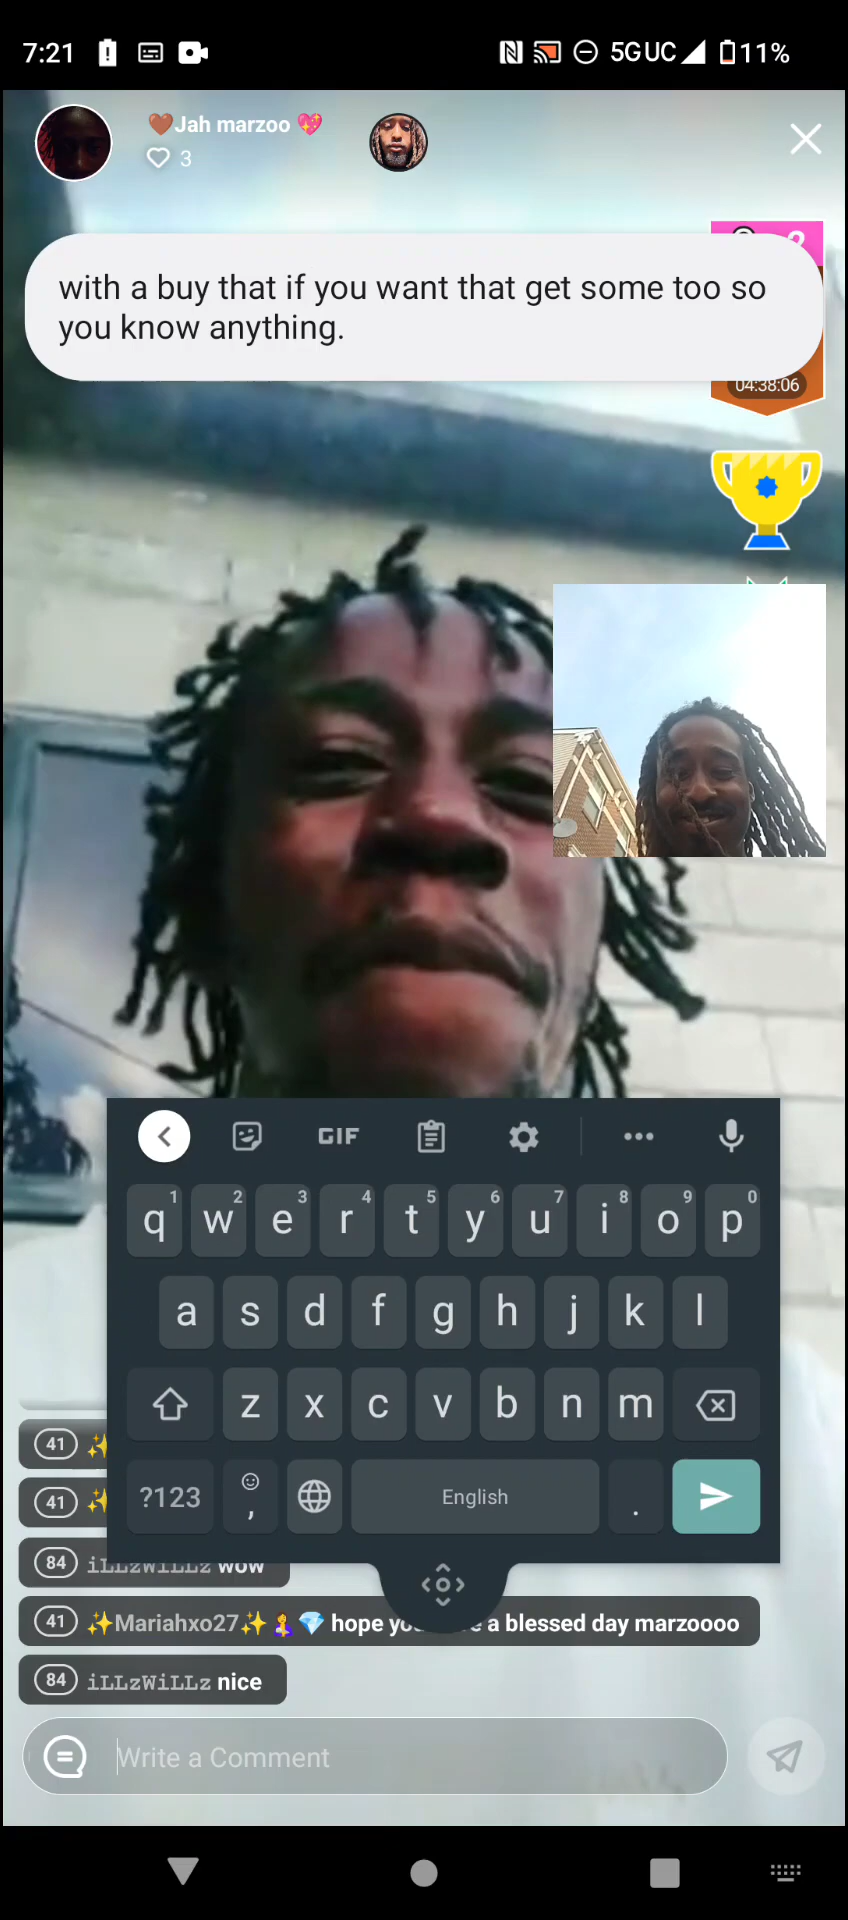 7:21 5G UC 11%
🤎Jah marzoo 💖
3
with a buy that if you want that get some too so
you know anything.
04:38:06
GIF
1 2 3 4 5 6 7 8 9 0
q w e r t y u i o p
a s d f g h j k l
z x c v b n m
?123 , English .
41 ✨
41 ✨
84 iLLzWiLLz wow
41 ✨Mariahxo27✨🤱💎 hope a blessed day marzoooo
84 iLLzWiLLz nice
Write a Comment